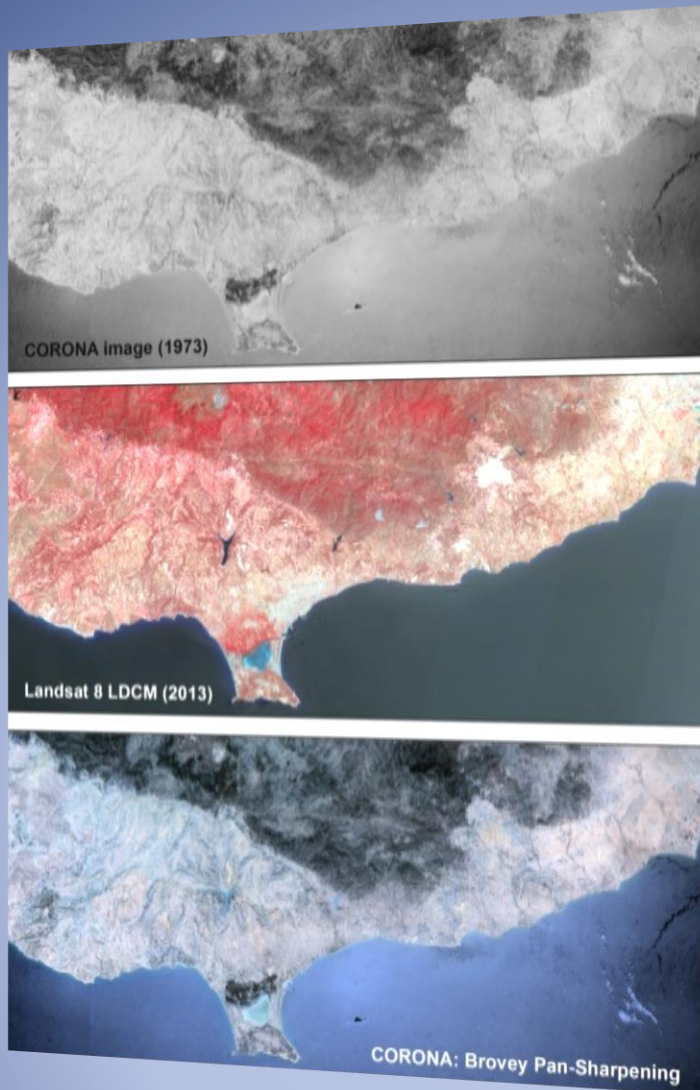 CORONA image (1973)
Landsat 8 LDCM (2013)
CORONA: Brovey Pan-Sharpening